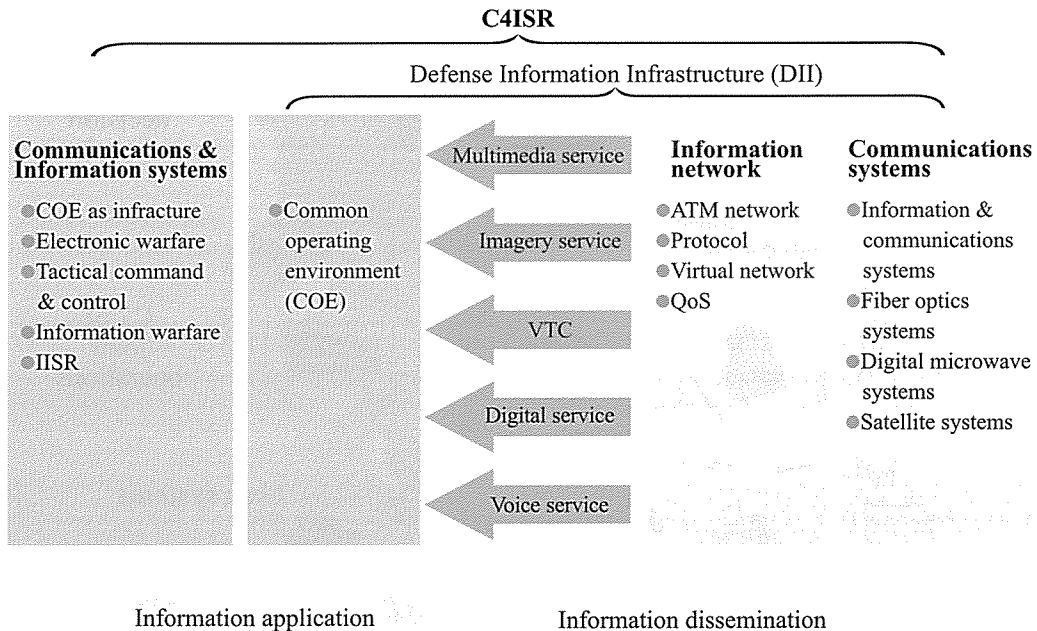 C4ISR
Defense Information Infrastructure (DII)
Communications &
Information systems
COE as infracture
Electronic warfare
Tactical command
& control
Information warfare
IISR
Common
operating
environment
(COE)
Multimedia service
Imagery service
VTC
Digital service
Voice service
Information
network
ATM network
Protocol
Virtual network
QoS
Communications
systems
Information &
communications
systems
Fiber optics
systems
Digital microwave
systems
Satellite systems
Information application
Information dissemination